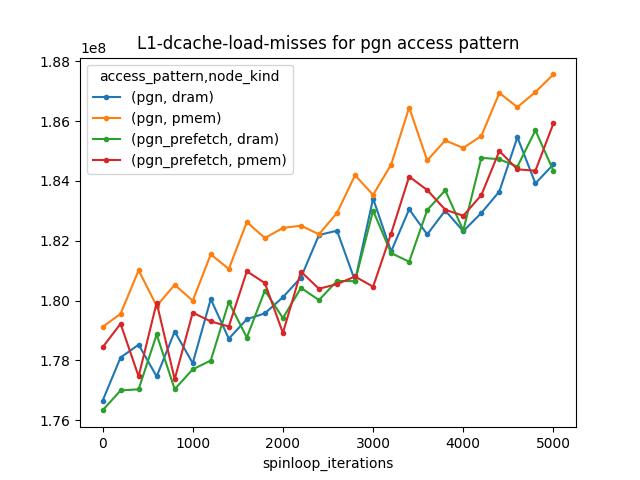 L1-dcache-load-misses for pgn access pattern
1e8
1.88
1.86
1.84
1.82
1.80
1.78
1.76
access_pattern,node_kind
(pgn, dram)
(pgn, pmem)
(pgn_prefetch, dram)
(pgn_prefetch, pmem)
0 1000 2000 3000 4000 5000
spinloop_iterations